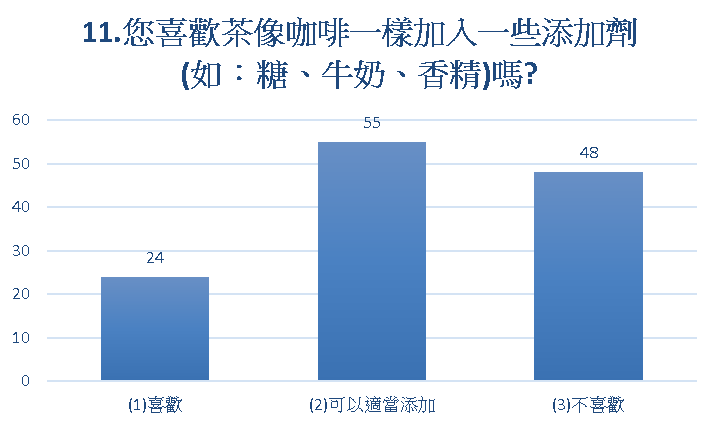 11.您喜歡茶像咖啡一樣加入一些添加劑
(如：糖、牛奶、香精)嗎?
60
50
40
30
20
10
0
24
55
48
(1)喜歡
(2)可以適當添加
(3)不喜歡